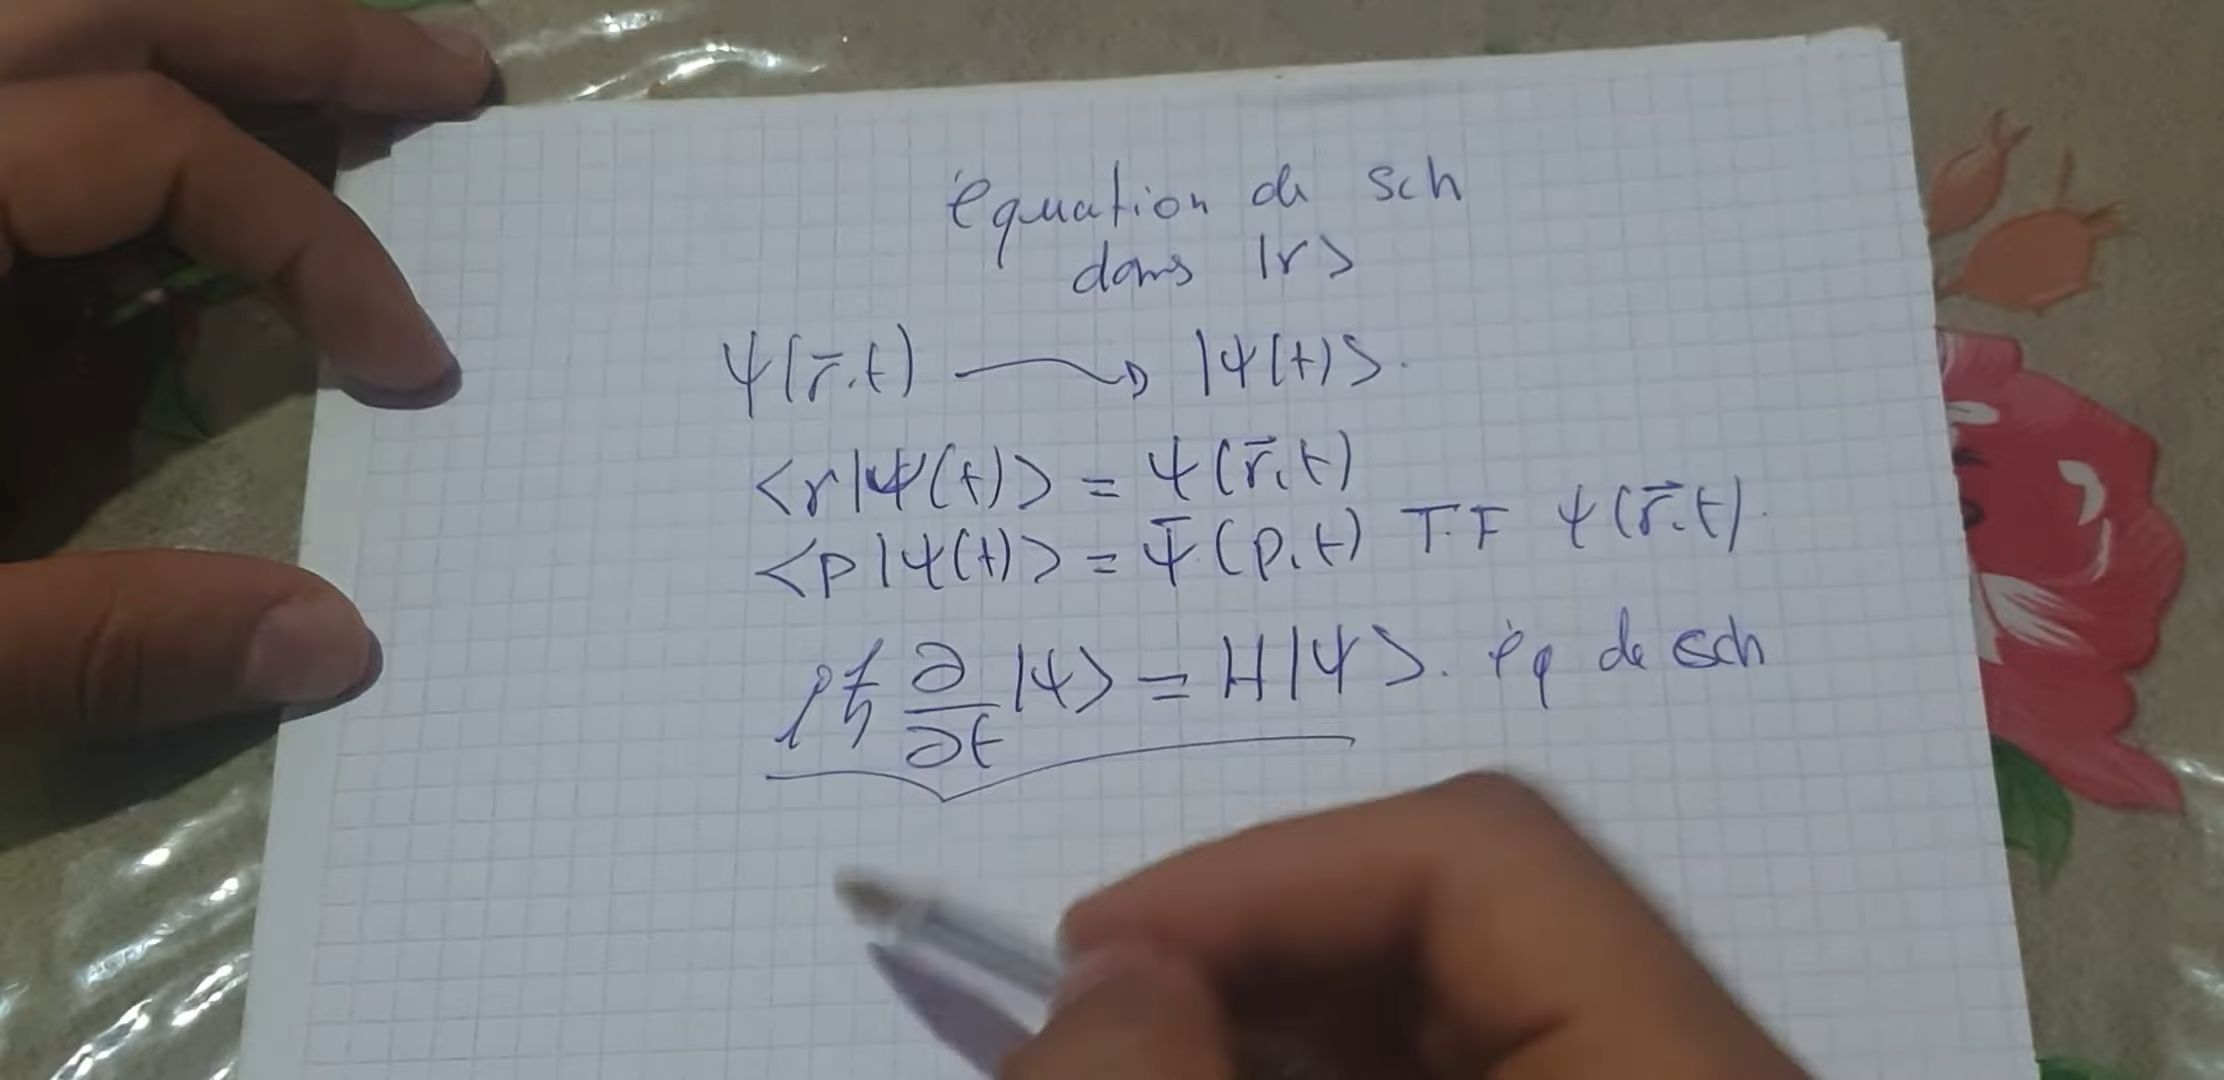 équation de sch
dans |r>
ψ(r⃗,t) ⟶ |ψ(t)>.
<r|ψ(t)> = ψ(r⃗,t)
<p|ψ(t)> = ψ̄(p,t) T.F ψ(r⃗,t).
iℏ ∂/∂t |ψ> = H|ψ>. éq de sch